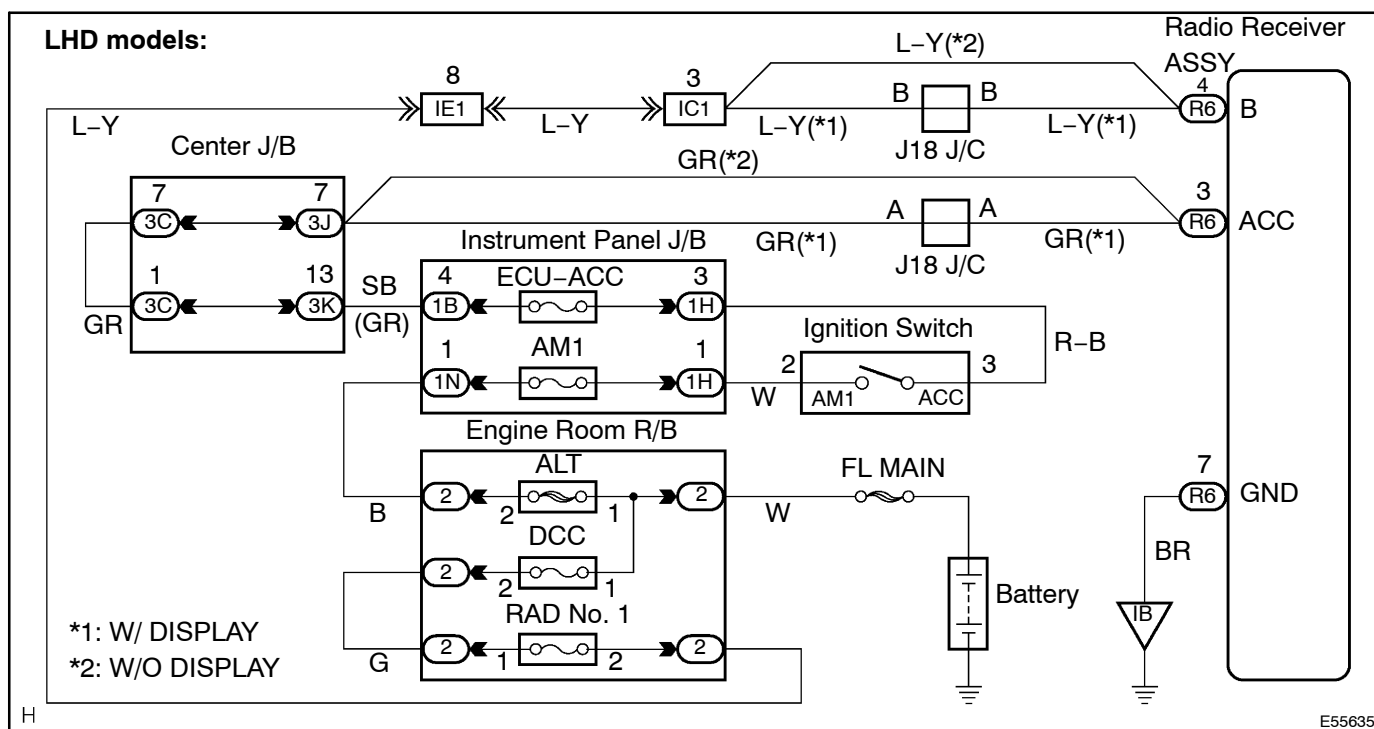 LHD models:
Radio Receiver
ASSY
L−Y(*2)
8
3
4
IE1
IC1
B
B
R6
B
L−Y
L−Y
L−Y(*1)
L−Y(*1)
J18 J/C
Center J/B
GR(*2)
7
7
3
3C
3J
A
A
R6
ACC
GR(*1)
GR(*1)
J18 J/C
Instrument Panel J/B
1
13
SB
4
ECU−ACC
3
3C
3K
1B
1H
GR
(GR)
Ignition Switch
R−B
1
AM1
1
2
3
1N
1H
W
AM1
ACC
Engine Room R/B
ALT
FL MAIN
7
2
2
R6
GND
B
2
1
W
DCC
BR
2
2
1
Battery
IB
RAD No. 1
*1: W/ DISPLAY
2
2
G
1
2
*2: W/O DISPLAY
H
E55635